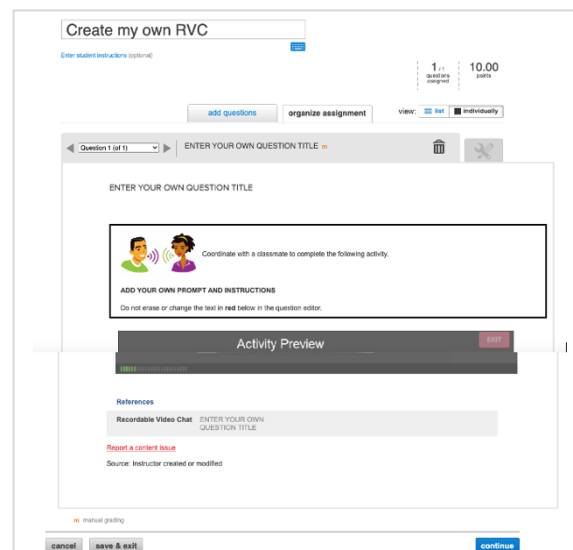 Create my own RVC
Enter student instructions (optional)
1 / 1
questions
assigned
10.00
points
add questions
organize assignment
view: list individually
Question 1 (of 1)
ENTER YOUR OWN QUESTION TITLE m
ENTER YOUR OWN QUESTION TITLE
Coordinate with a classmate to complete the following activity.
ADD YOUR OWN PROMPT AND INSTRUCTIONS
Do not erase or change the text in red below in the question editor.
Activity Preview
EXIT
References
Recordable Video Chat
ENTER YOUR OWN
QUESTION TITLE
Report a content issue
Source: Instructor created or modified
m manual grading
cancel
save & exit
continue